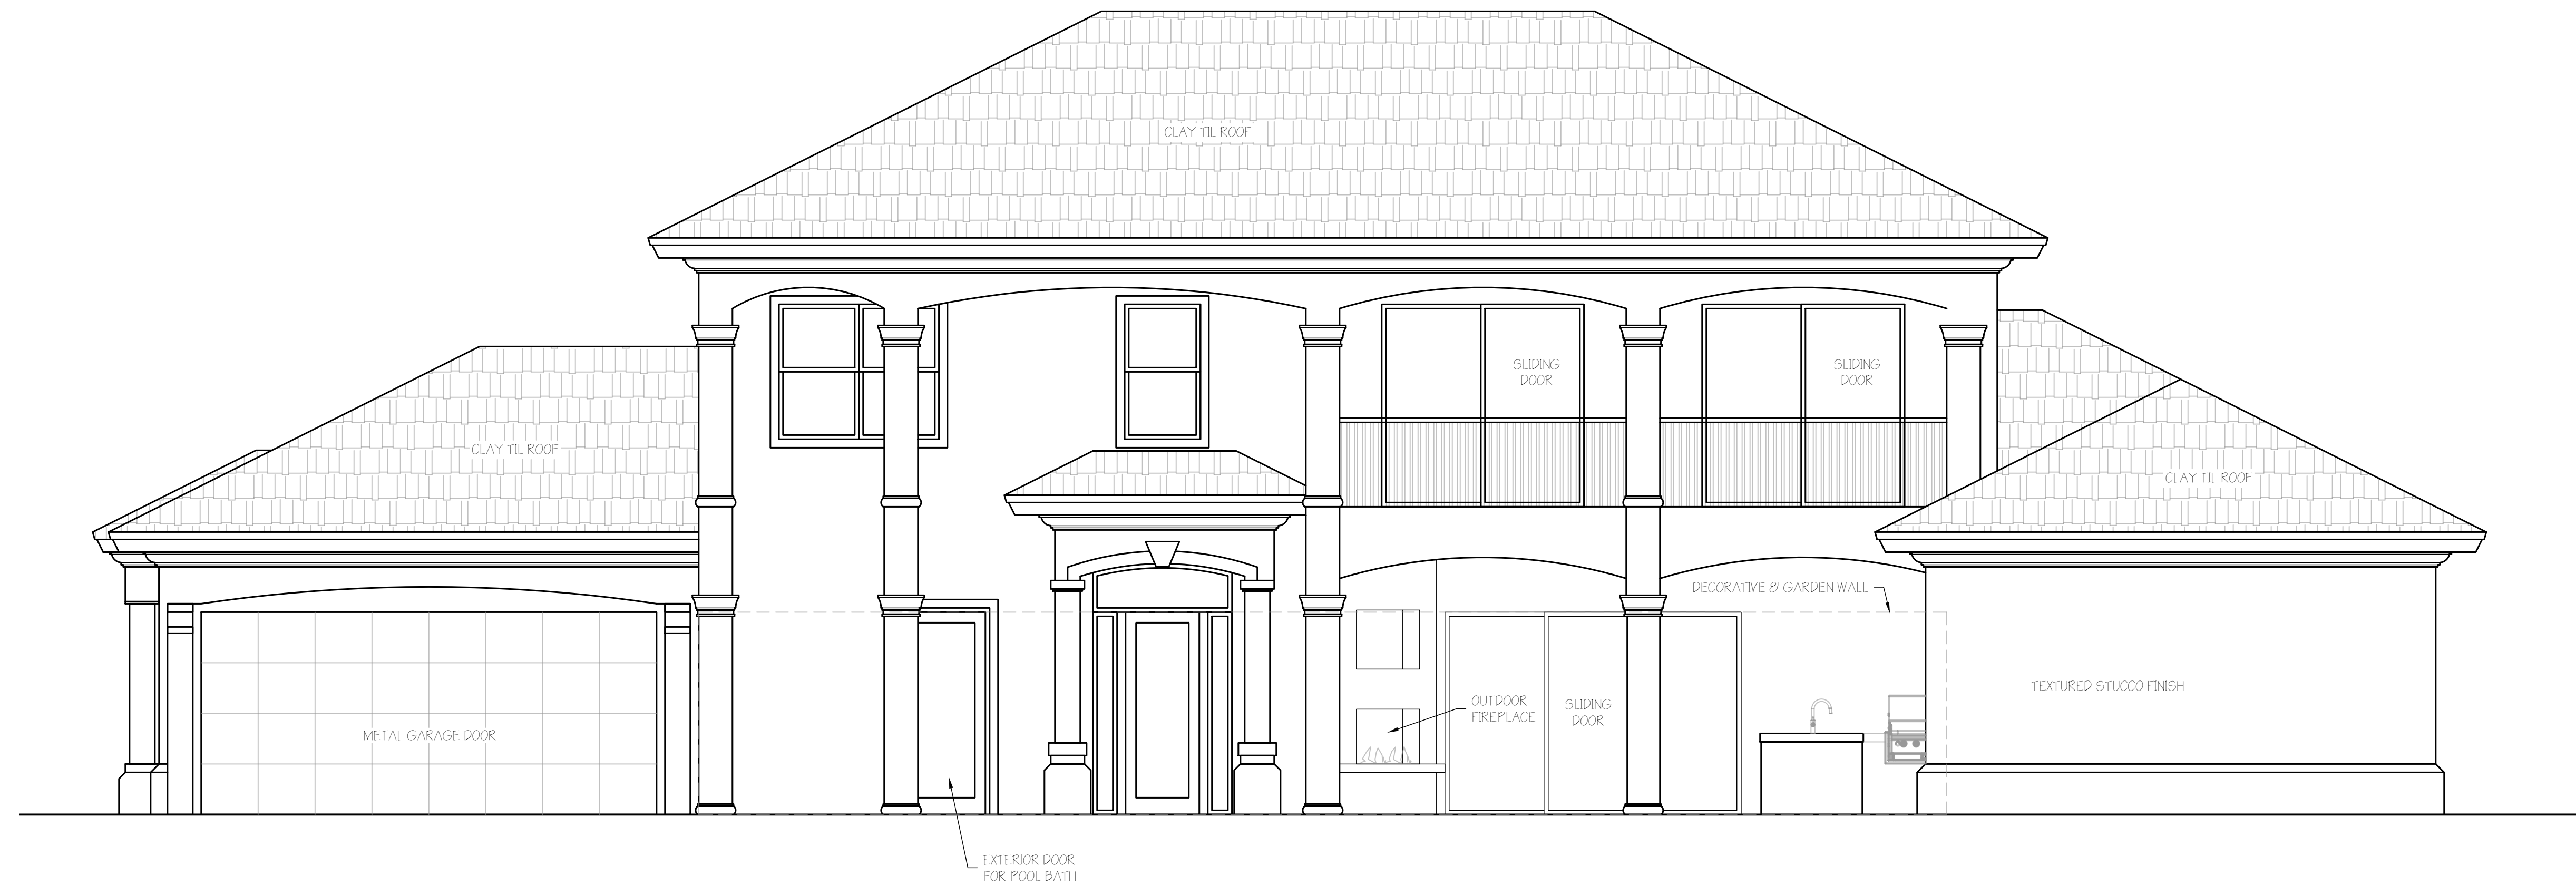 CLAY TIL ROOF
SLIDING
DOOR
SLIDING
DOOR
CLAY TIL ROOF
CLAY TIL ROOF
DECORATIVE 8' GARDEN WALL
TEXTURED STUCCO FINISH
OUTDOOR
FIREPLACE
SLIDING
DOOR
METAL GARAGE DOOR
EXTERIOR DOOR
FOR POOL BATH